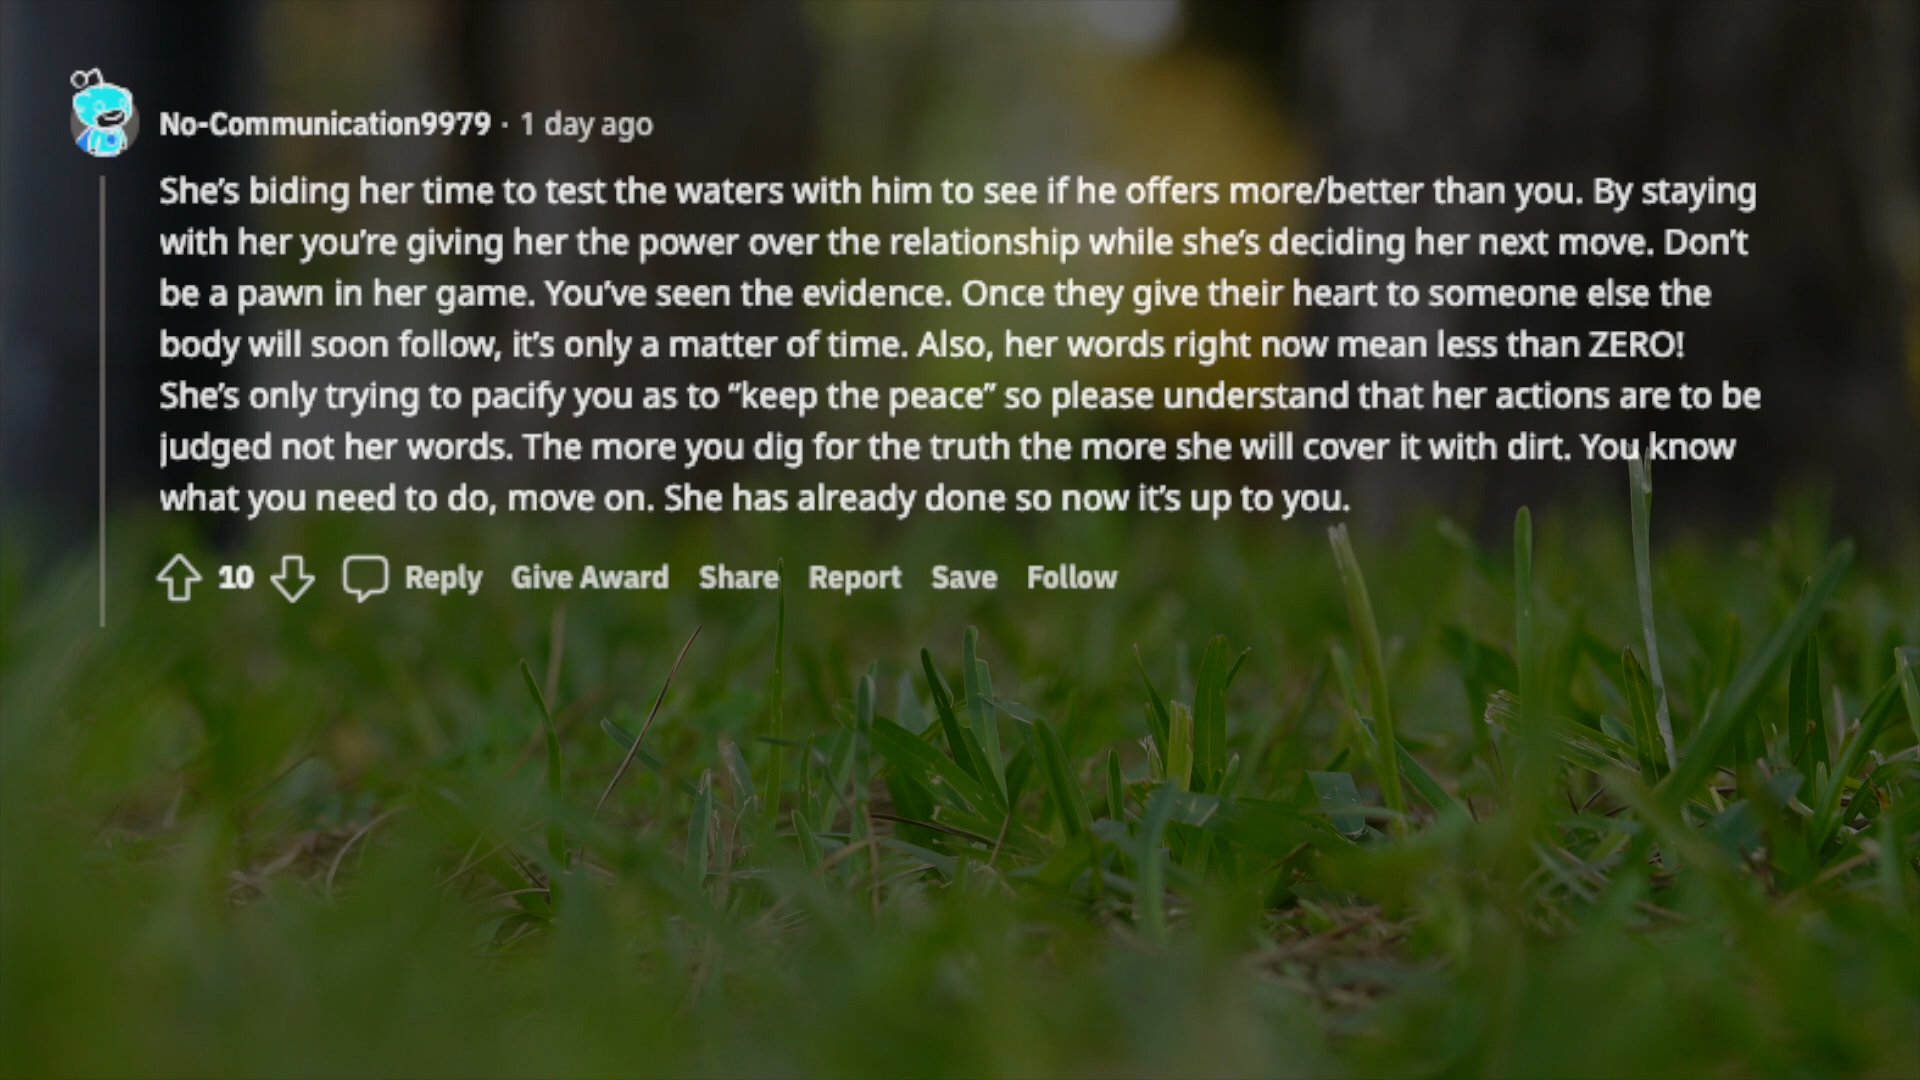 No-Communication9979 · 1 day ago
She's biding her time to test the waters with him to see if he offers more/better than you. By staying
with her you're giving her the power over the relationship while she's deciding her next move. Don't
be a pawn in her game. You've seen the evidence. Once they give their heart to someone else the
body will soon follow, it's only a matter of time. Also, her words right now mean less than ZERO!
She's only trying to pacify you as to “keep the peace” so please understand that her actions are to be
judged not her words. The more you dig for the truth the more she will cover it with dirt. You know
what you need to do, move on. She has already done so now it's up to you.
10 Reply Give Award Share Report Save Follow